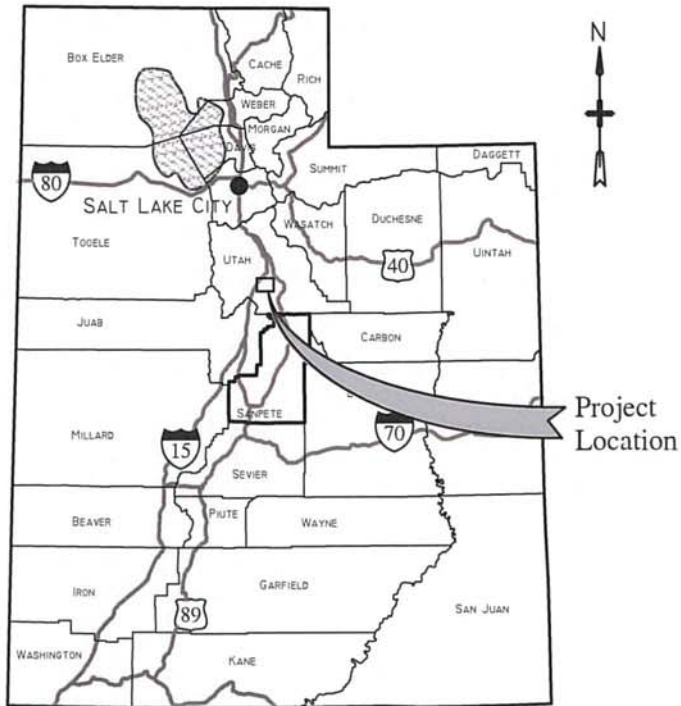 BOX ELDER
CACHE
RICH
N
WEBER
MORGAN
DAVIS
DAGGETT
SUMMIT
80
SALT LAKE CITY
WASATCH
DUCHESNE
TOOELE
UTAH
UINTAH
40
JUAB
CARBON
SANPETE
Project
Location
MILLARD
15
70
SEVIER
BEAVER
PIUTE
WAYNE
IRON
GARFIELD
89
SAN JUAN
WASHINGTON
KANE